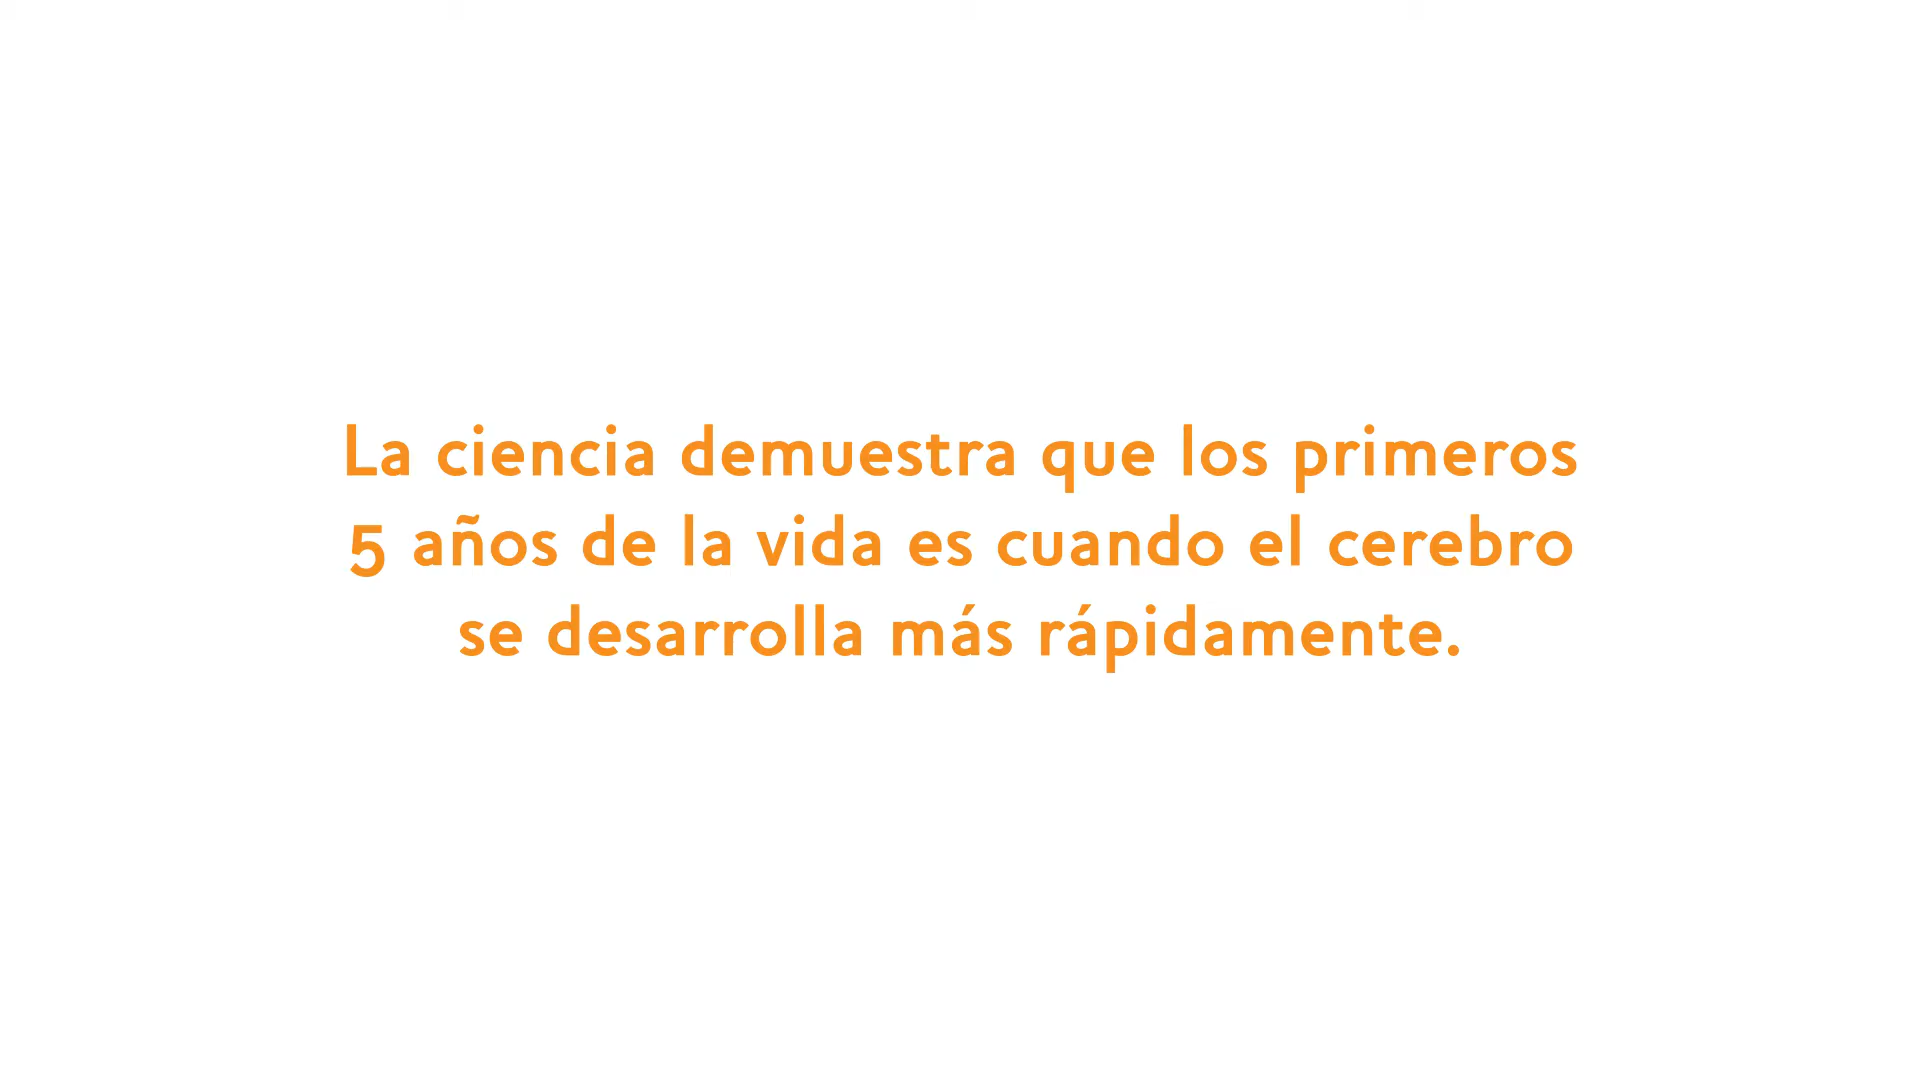 La ciencia demuestra que los primeros
5 años de la vida es cuando el cerebro
se desarrolla más rápidamente.